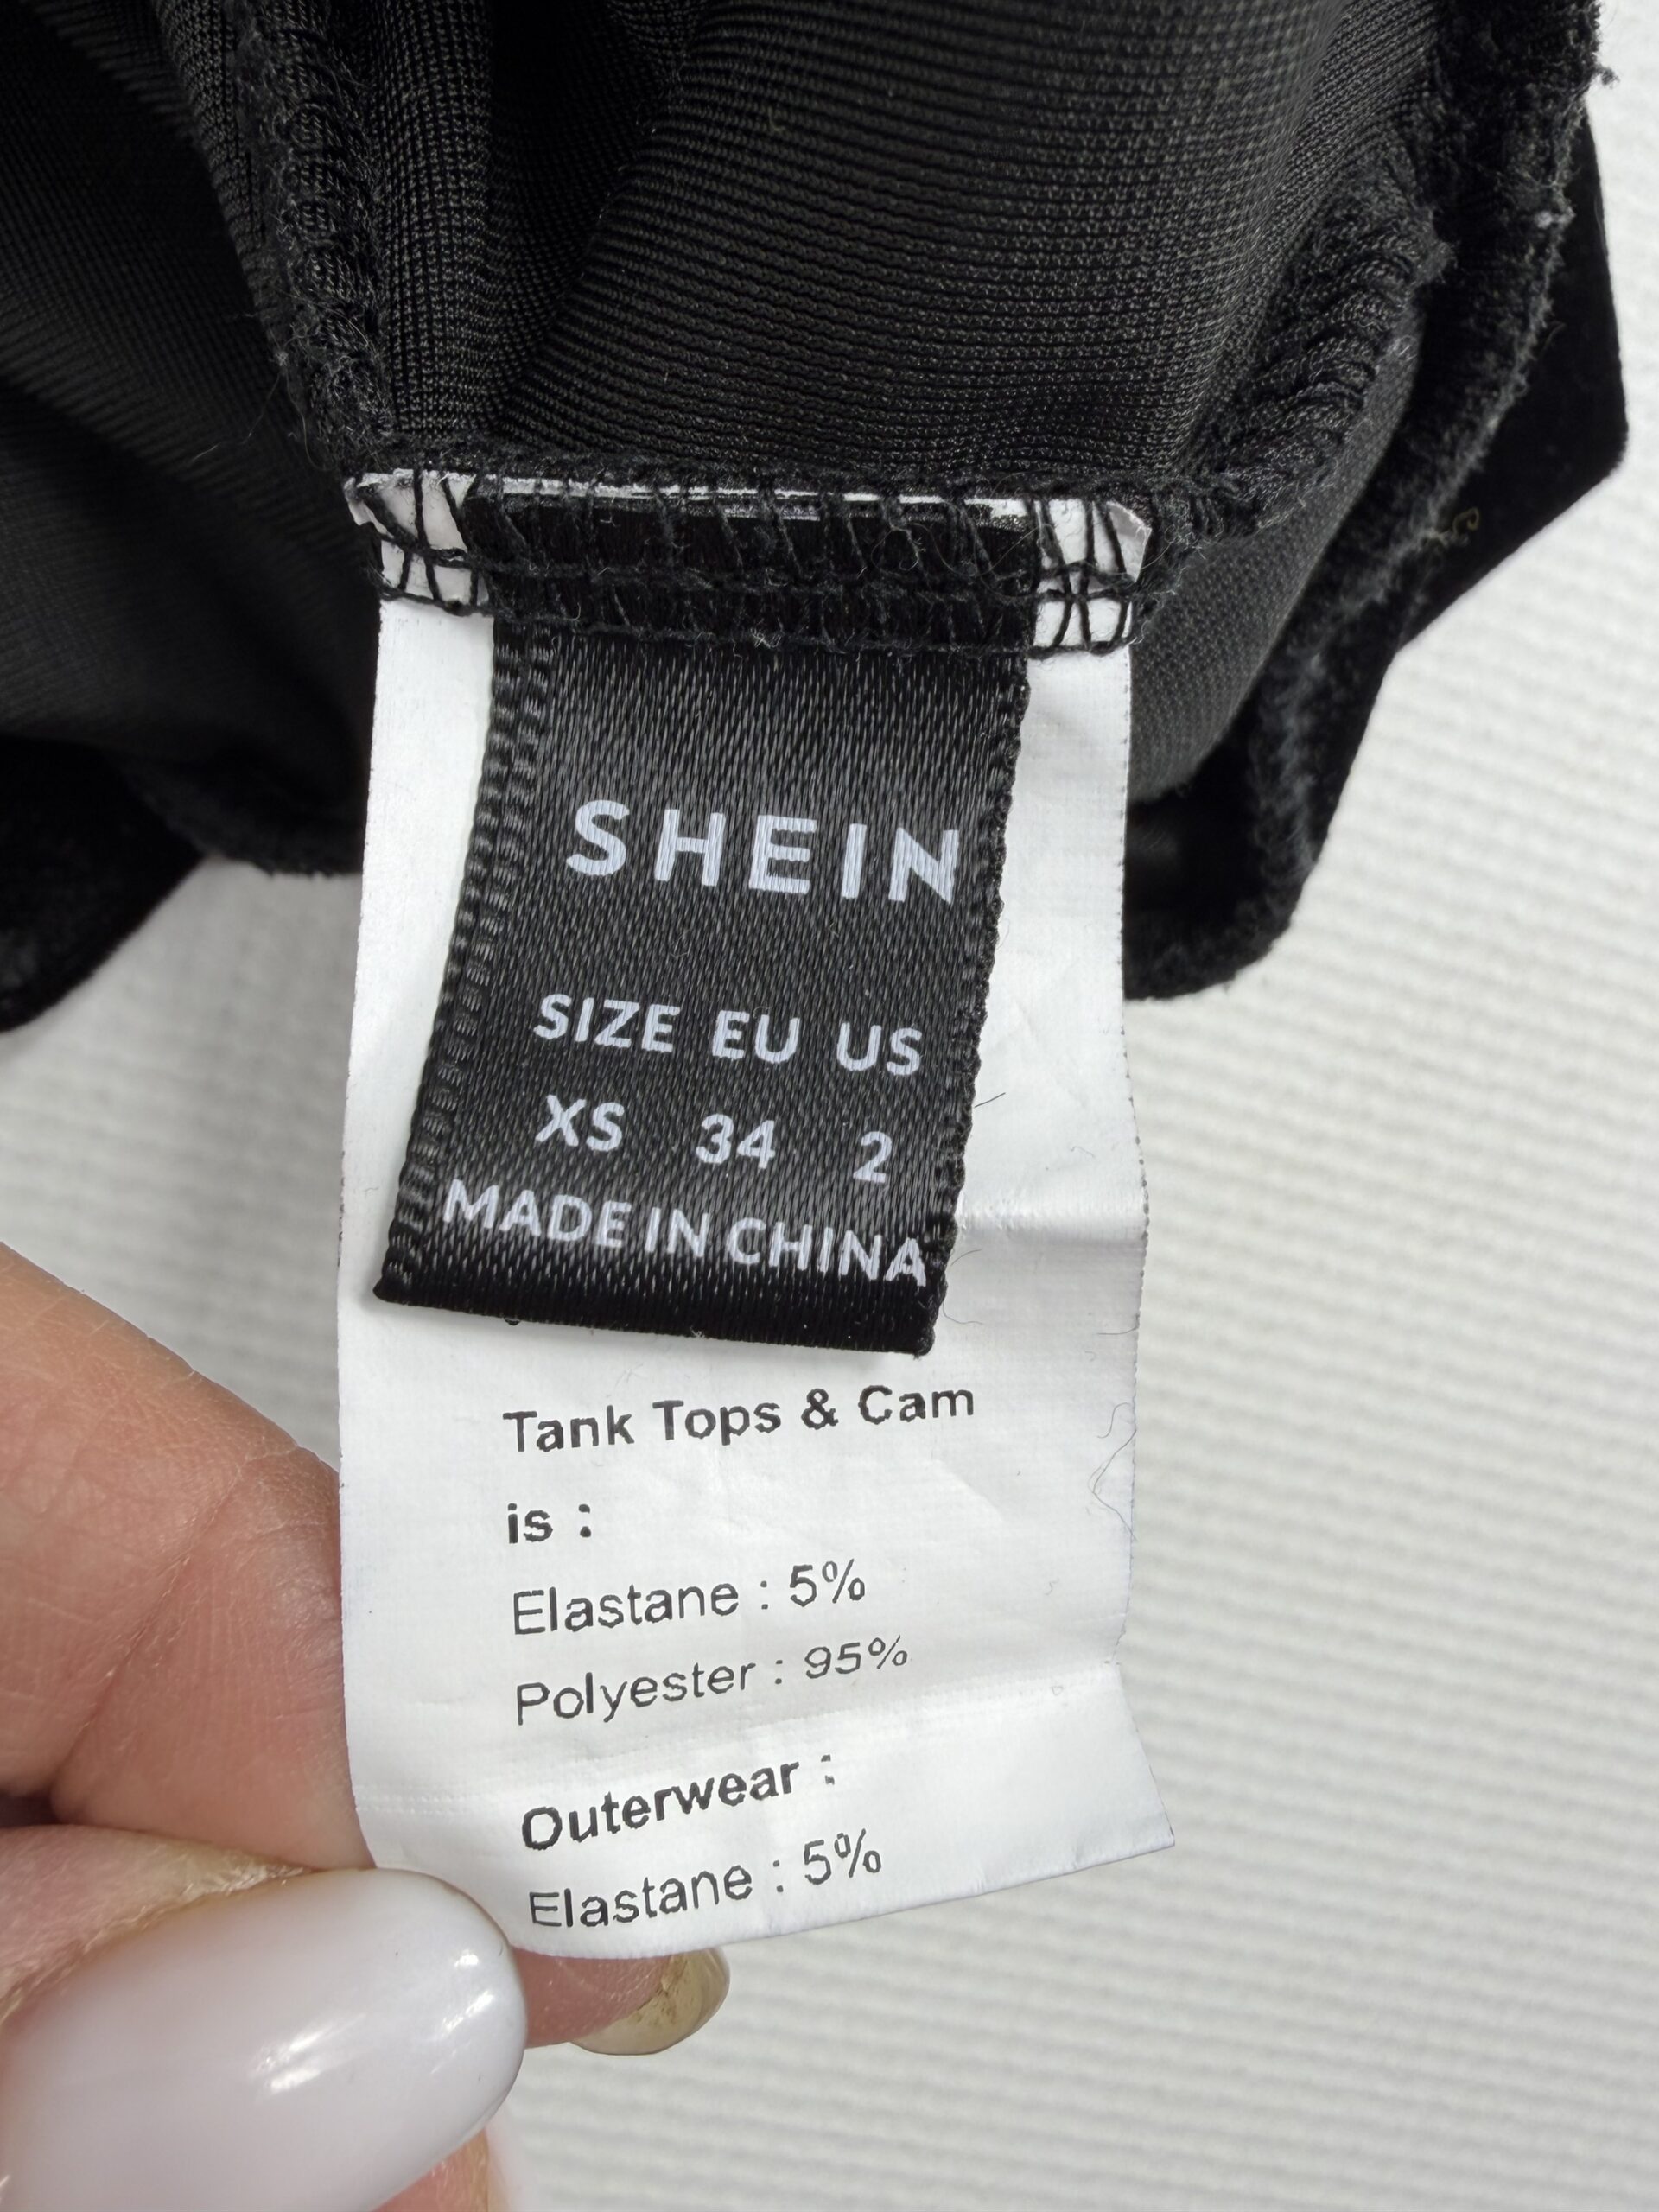 SHEIN
SIZE EU US
XS 34 2
MADE IN CHINA
Tank Tops & Cam
is :
Elastane : 5%
Polyester : 95%
Outerwear :
Elastane : 5%